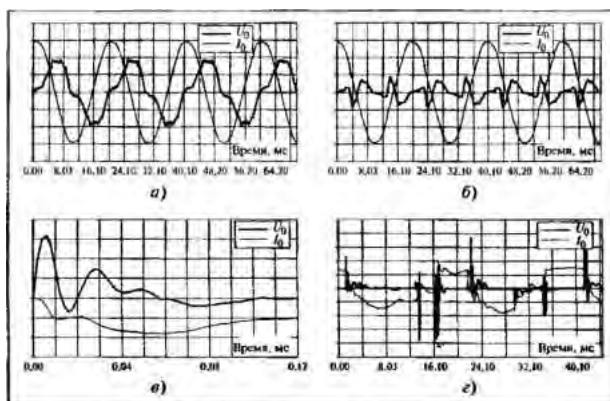 U₀
I₀
Время, мс
0.00 8.03 16,10 24,10 32,10 40,10 48,20 56,20 64,20
а)
U₀
I₀
Время, мс
0.00 8,03 16,10 24,10 32,10 40,10 48,20 56,20 64,20
б)
U₀
I₀
Время, мс
0.00 0,04 0,12
в)
U₀
I₀
Время, мс
0.00 8.03 16.00 24,10 32,10 40,10
г)